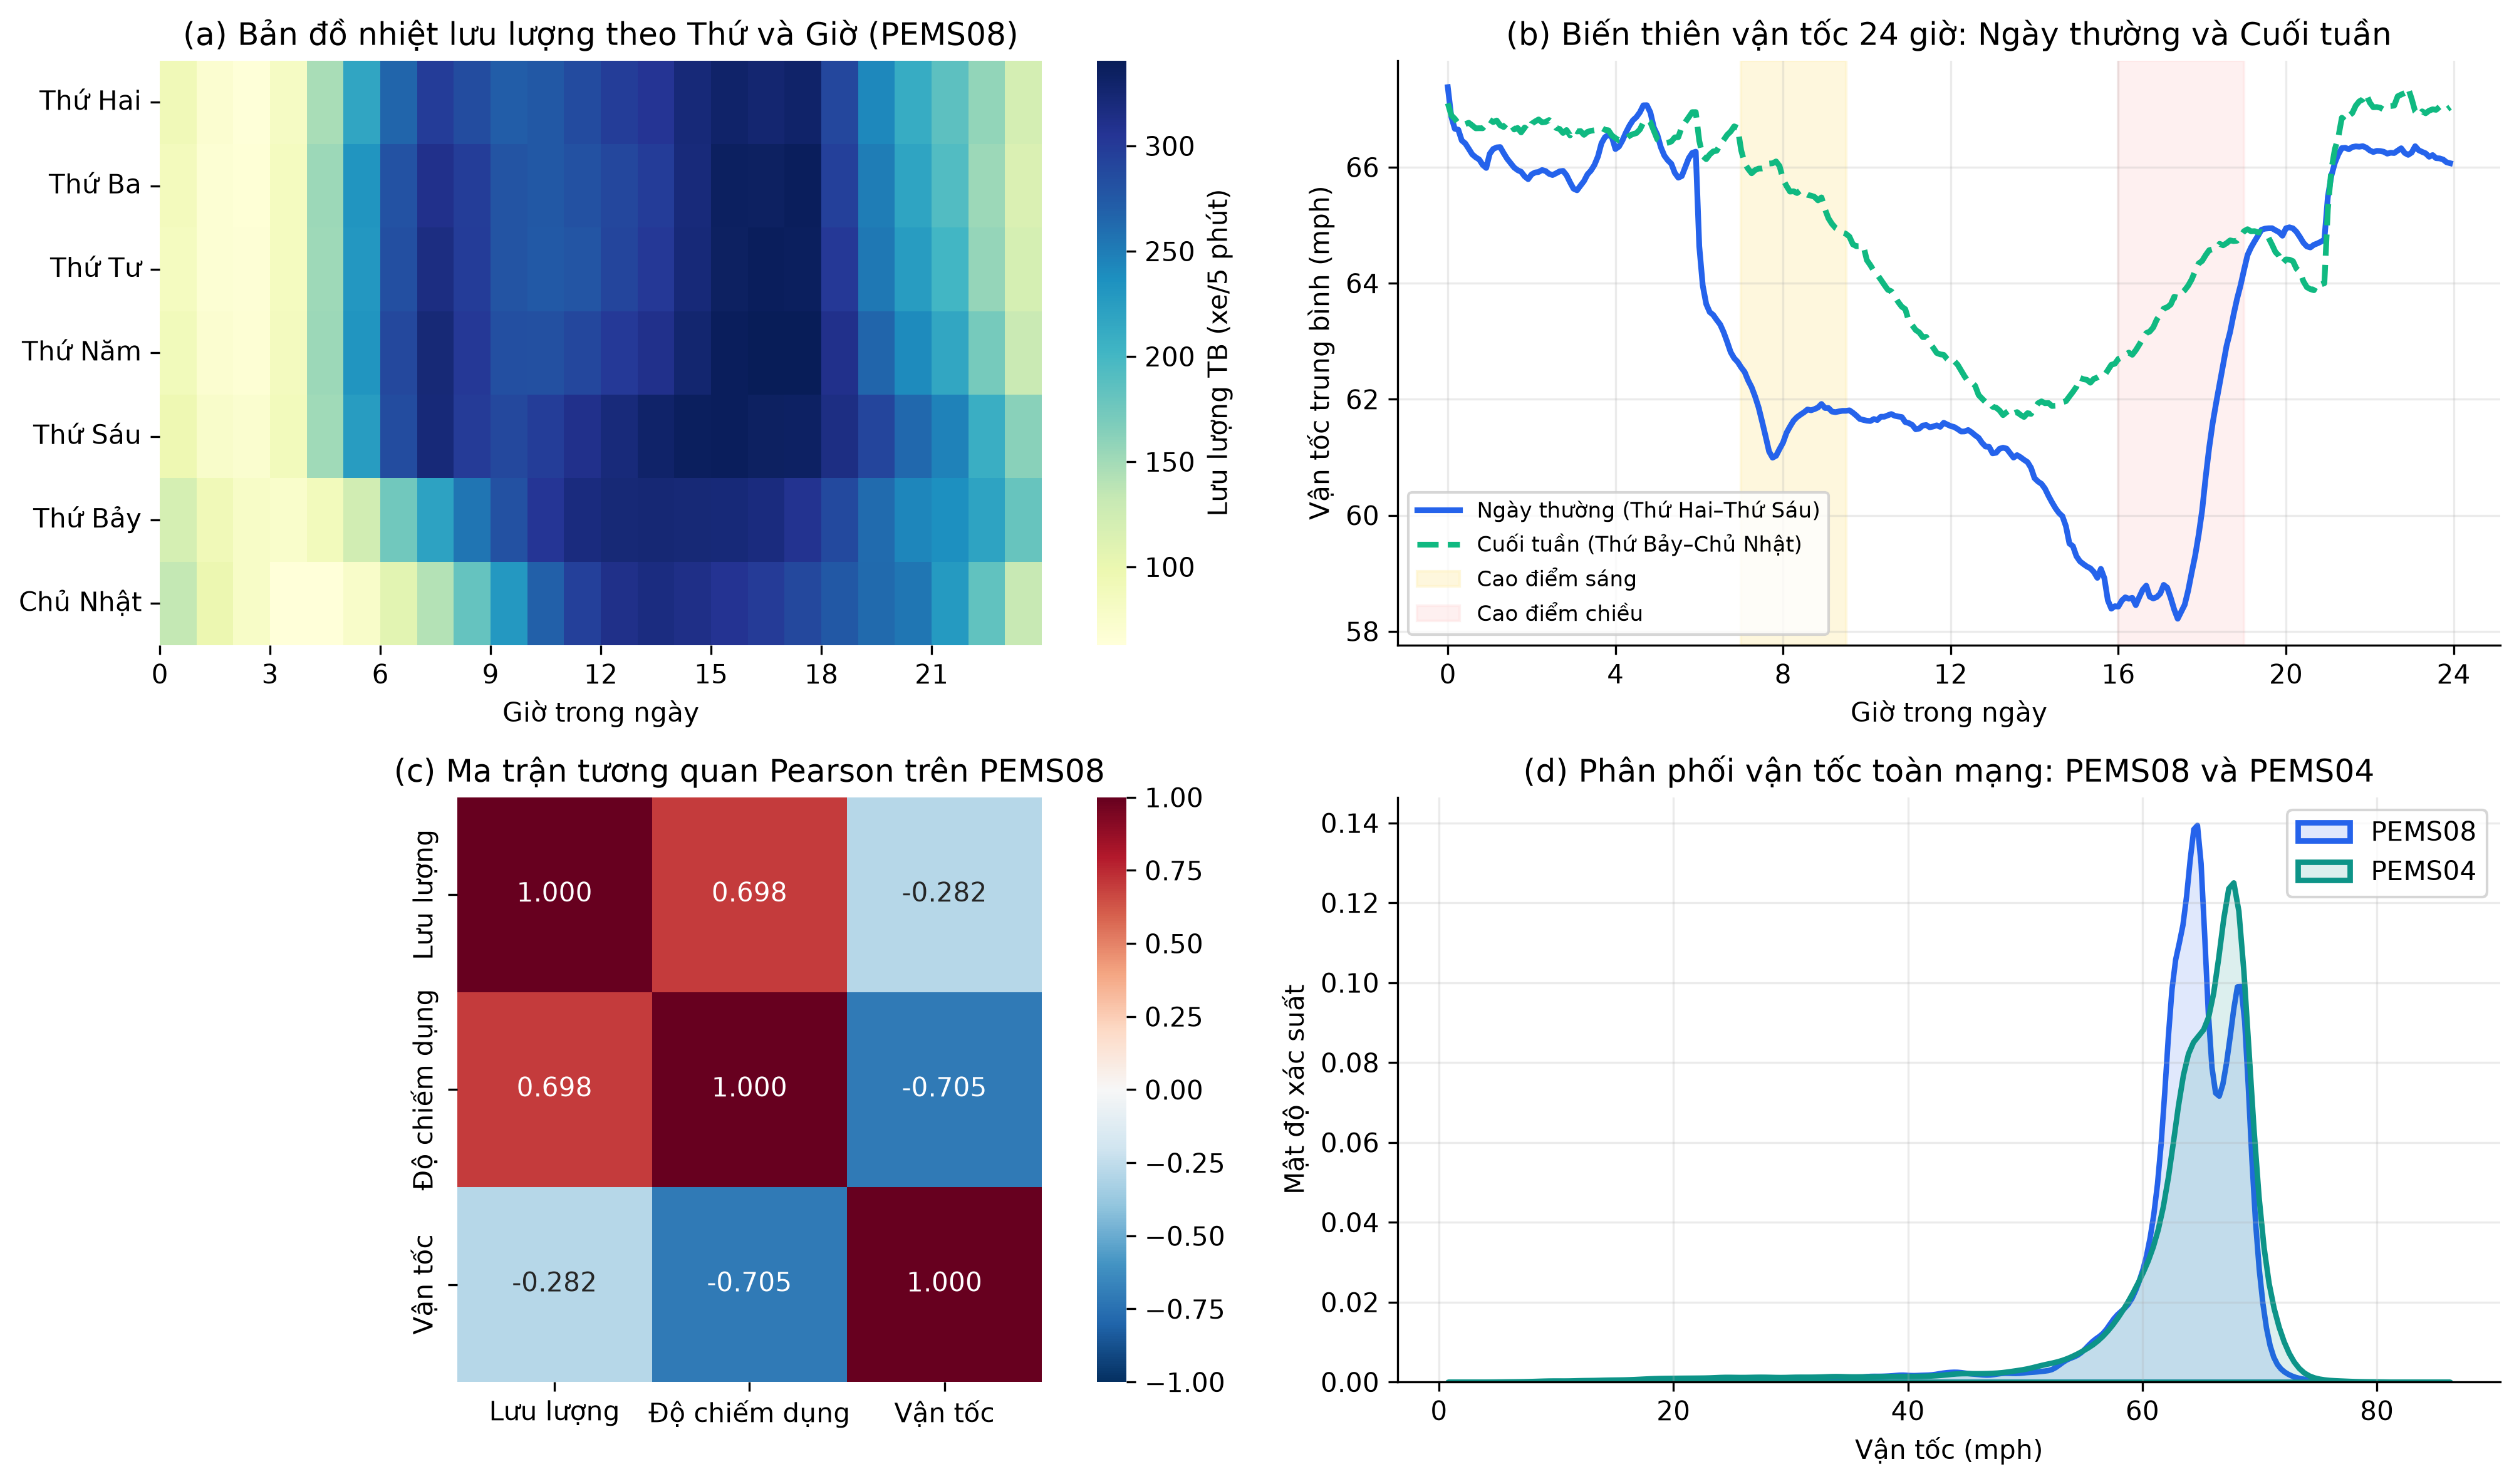 (a) Bản đồ nhiệt lưu lượng theo Thứ và Giờ (PEMS08)
Thứ Hai
Thứ Ba
Thứ Tư
Thứ Năm
Thứ Sáu
Thứ Bảy
Chủ Nhật
0 3 6 9 12 15 18 21
Giờ trong ngày
300
250
200
150
100
Lưu lượng TB (xe/5 phút)
(b) Biến thiên vận tốc 24 giờ: Ngày thường và Cuối tuần
Vận tốc trung bình (mph)
66
64
62
60
58
Ngày thường (Thứ Hai–Thứ Sáu)
Cuối tuần (Thứ Bảy–Chủ Nhật)
Cao điểm sáng
Cao điểm chiều
0 4 8 12 16 20 24
Giờ trong ngày
(c) Ma trận tương quan Pearson trên PEMS08
Lưu lượng
Độ chiếm dụng
Vận tốc
1.000 0.698 -0.282
0.698 1.000 -0.705
-0.282 -0.705 1.000
Lưu lượng Độ chiếm dụng Vận tốc
1.00
0.75
0.50
0.25
0.00
−0.25
−0.50
−0.75
−1.00
(d) Phân phối vận tốc toàn mạng: PEMS08 và PEMS04
Mật độ xác suất
0.14
0.12
0.10
0.08
0.06
0.04
0.02
0.00
PEMS08
PEMS04
0 20 40 60 80
Vận tốc (mph)